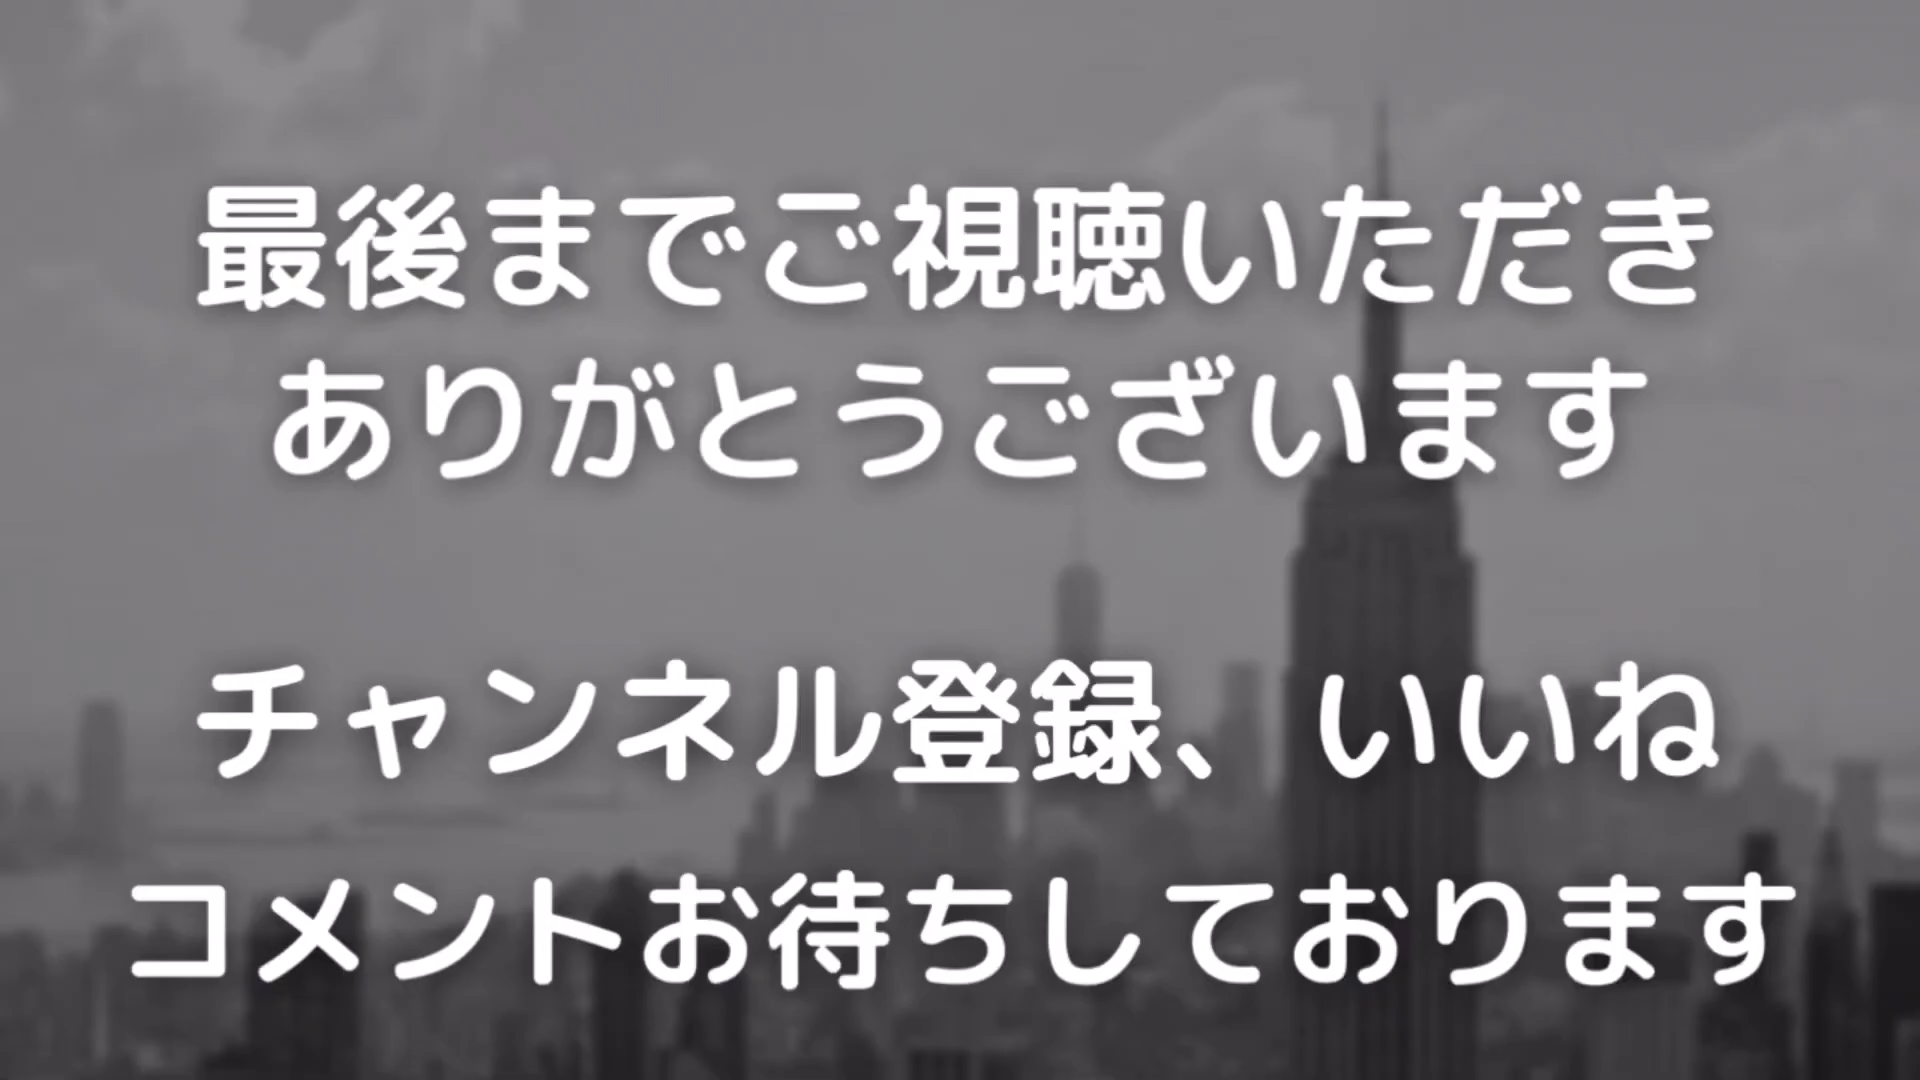 最後までご視聴いただき
ありがとうございます
チャンネル登録、いいね
コメントお待ちしております